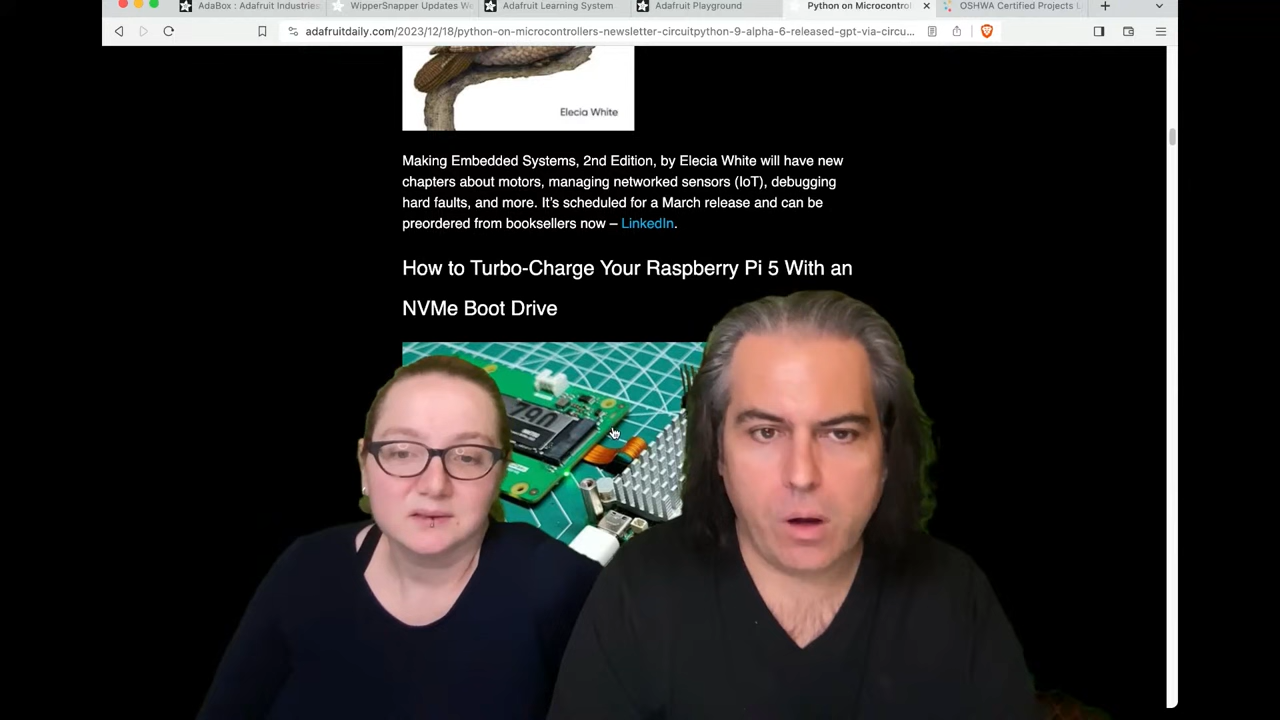 AdaBox : Adafruit Industries
WipperSnapper Updates We
Adafruit Learning System
Adafruit Playground
Python on Microcontrol
OSHWA Certified Projects L
adafruitdaily.com/2023/12/18/python-on-microcontrollers-newsletter-circuitpython-9-alpha-6-released-gpt-via-circu...
Elecia White
Making Embedded Systems, 2nd Edition, by Elecia White will have new
chapters about motors, managing networked sensors (IoT), debugging
hard faults, and more. It’s scheduled for a March release and can be
preordered from booksellers now – LinkedIn.
How to Turbo-Charge Your Raspberry Pi 5 With an
NVMe Boot Drive
790